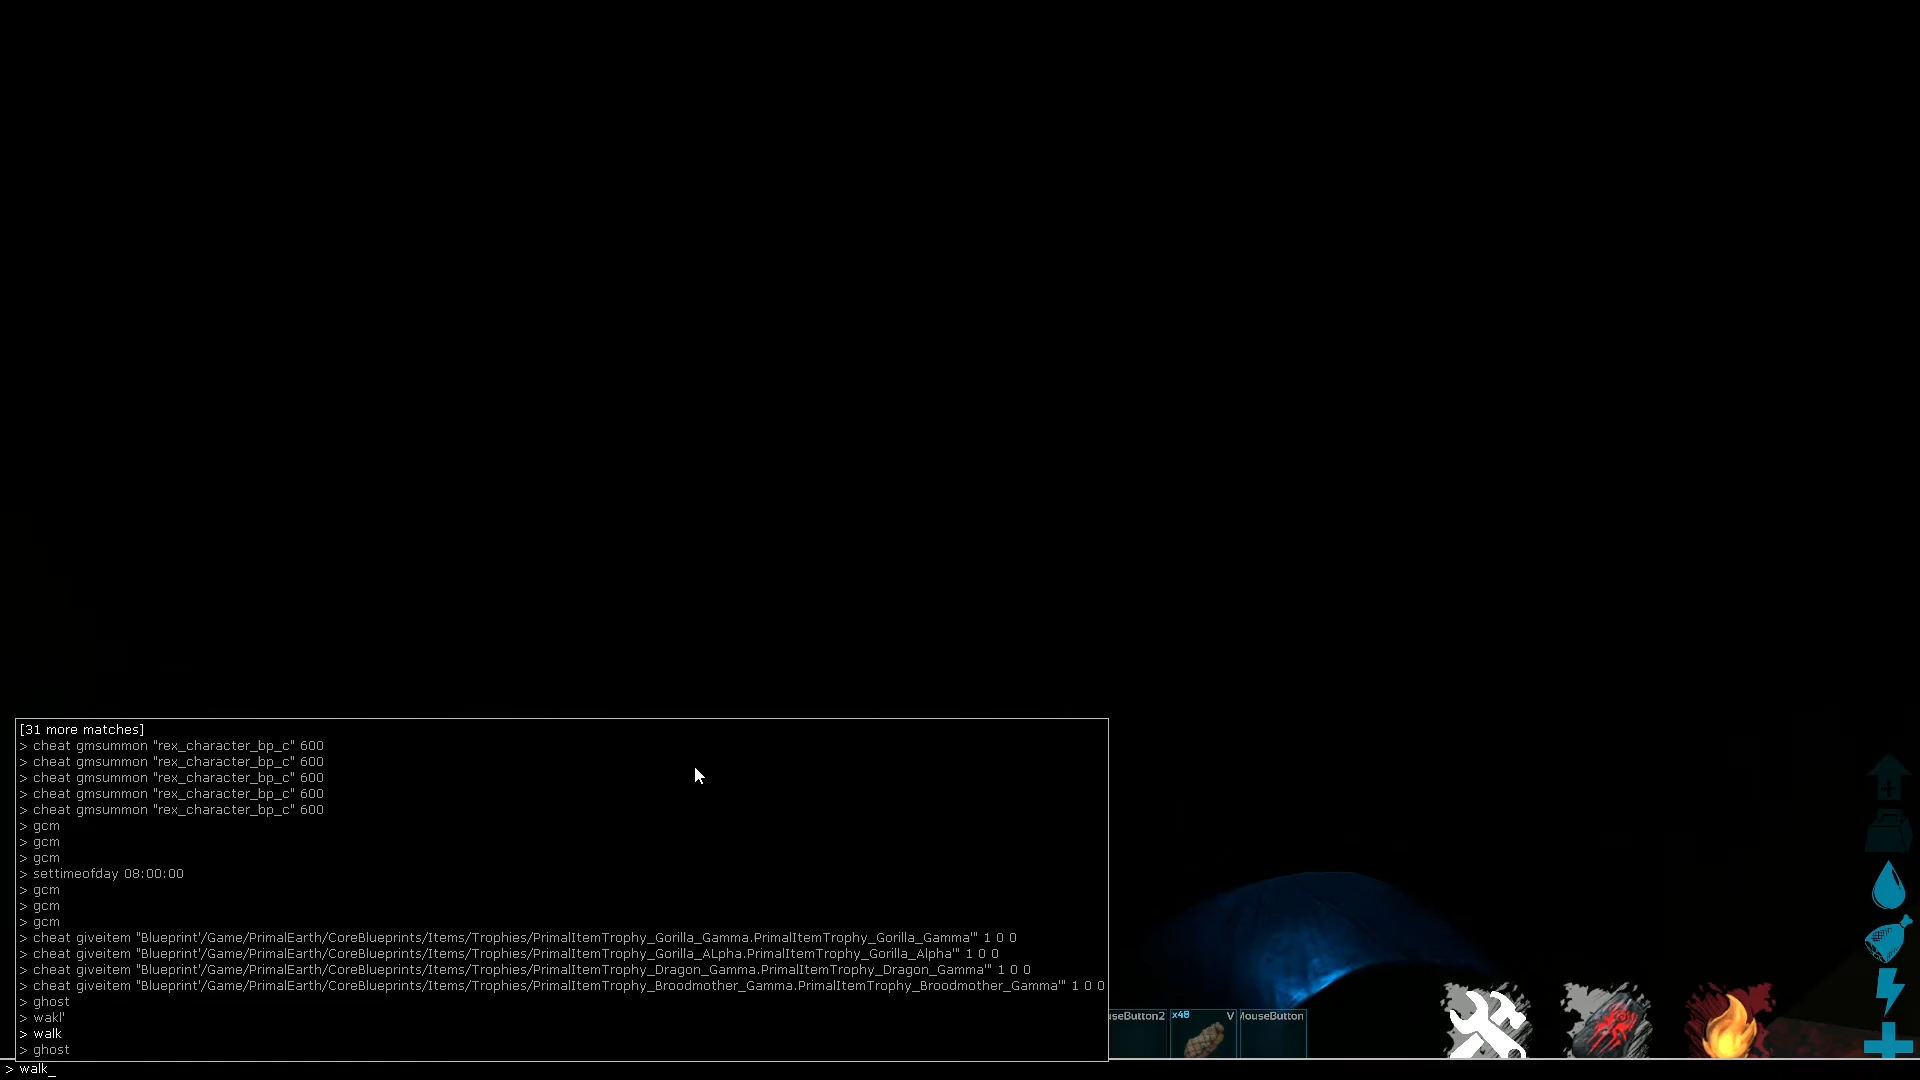 [31 more matches]
> cheat gmsummon "rex_character_bp_c" 600
> cheat gmsummon "rex_character_bp_c" 600
> cheat gmsummon "rex_character_bp_c" 600
> cheat gmsummon "rex_character_bp_c" 600
> cheat gmsummon "rex_character_bp_c" 600
> gcm
> gcm
> gcm
> settimeofday 08:00:00
> gcm
> gcm
> gcm
> cheat giveitem "Blueprint'/Game/PrimalEarth/CoreBlueprints/Items/Trophies/PrimalItemTrophy_Gorilla_Gamma.PrimalItemTrophy_Gorilla_Gamma'" 1 0 0
> cheat giveitem "Blueprint'/Game/PrimalEarth/CoreBlueprints/Items/Trophies/PrimalItemTrophy_Gorilla_ALpha.PrimalItemTrophy_Gorilla_Alpha'" 1 0 0
> cheat giveitem "Blueprint'/Game/PrimalEarth/CoreBlueprints/Items/Trophies/PrimalItemTrophy_Dragon_Gamma.PrimalItemTrophy_Dragon_Gamma'" 1 0 0
> cheat giveitem "Blueprint'/Game/PrimalEarth/CoreBlueprints/Items/Trophies/PrimalItemTrophy_Broodmother_Gamma.PrimalItemTrophy_Broodmother_Gamma'" 1 0 0
> ghost
> wakl'
> walk
> ghost
useButton2 x48 V MouseButton
> walk_